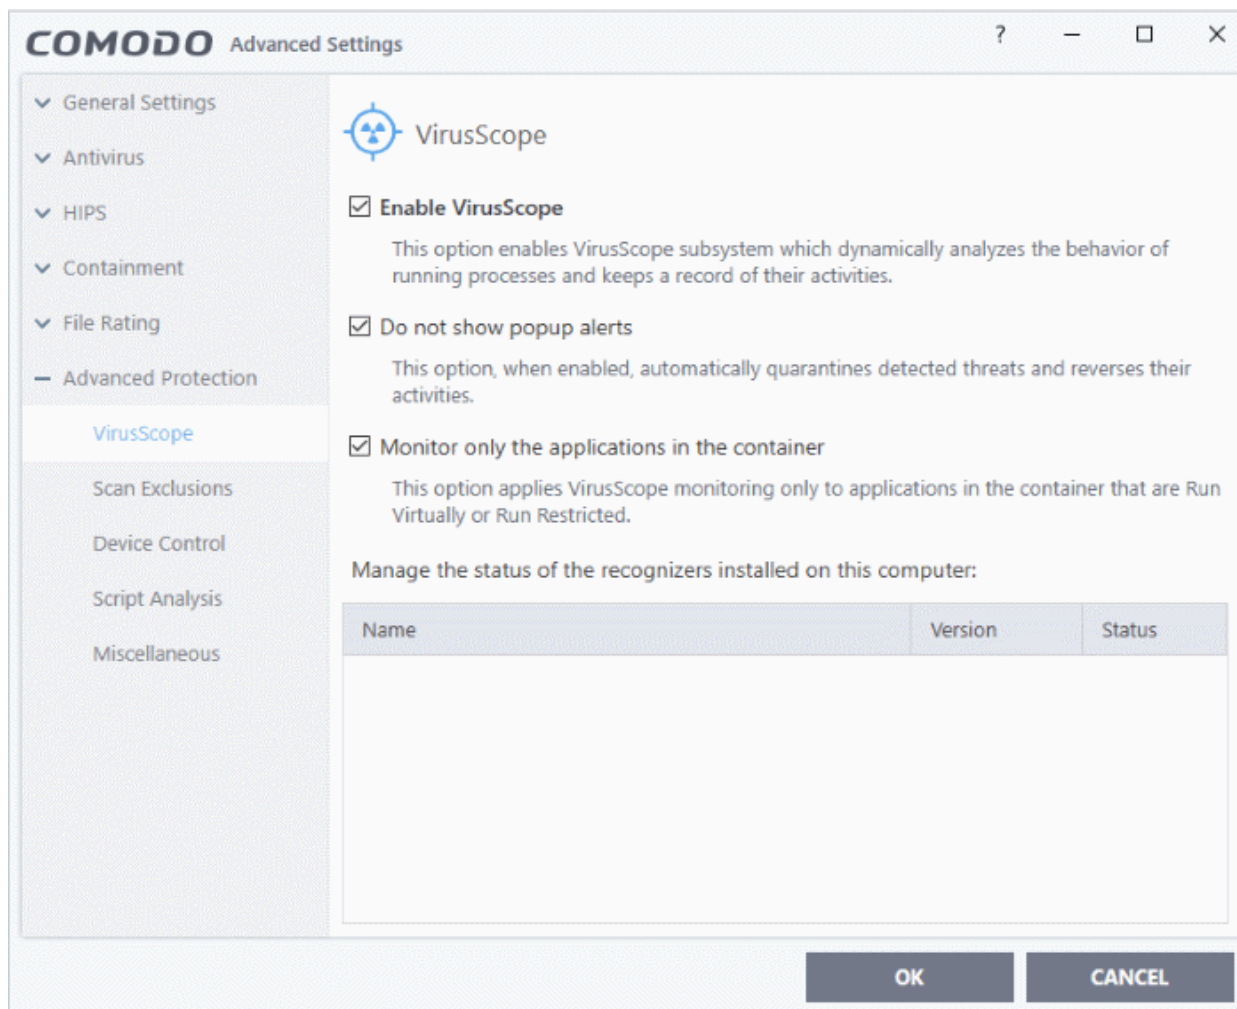 COMODO Advanced Settings ?
General Settings
Antivirus
HIPS
Containment
File Rating
Advanced Protection
VirusScope
Scan Exclusions
Device Control
Script Analysis
Miscellaneous
VirusScope
Enable VirusScope
This option enables VirusScope subsystem which dynamically analyzes the behavior of
running processes and keeps a record of their activities.
Do not show popup alerts
This option, when enabled, automatically quarantines detected threats and reverses their
activities.
Monitor only the applications in the container
This option applies VirusScope monitoring only to applications in the container that are Run
Virtually or Run Restricted.
Manage the status of the recognizers installed on this computer:
Name Version Status
OK CANCEL